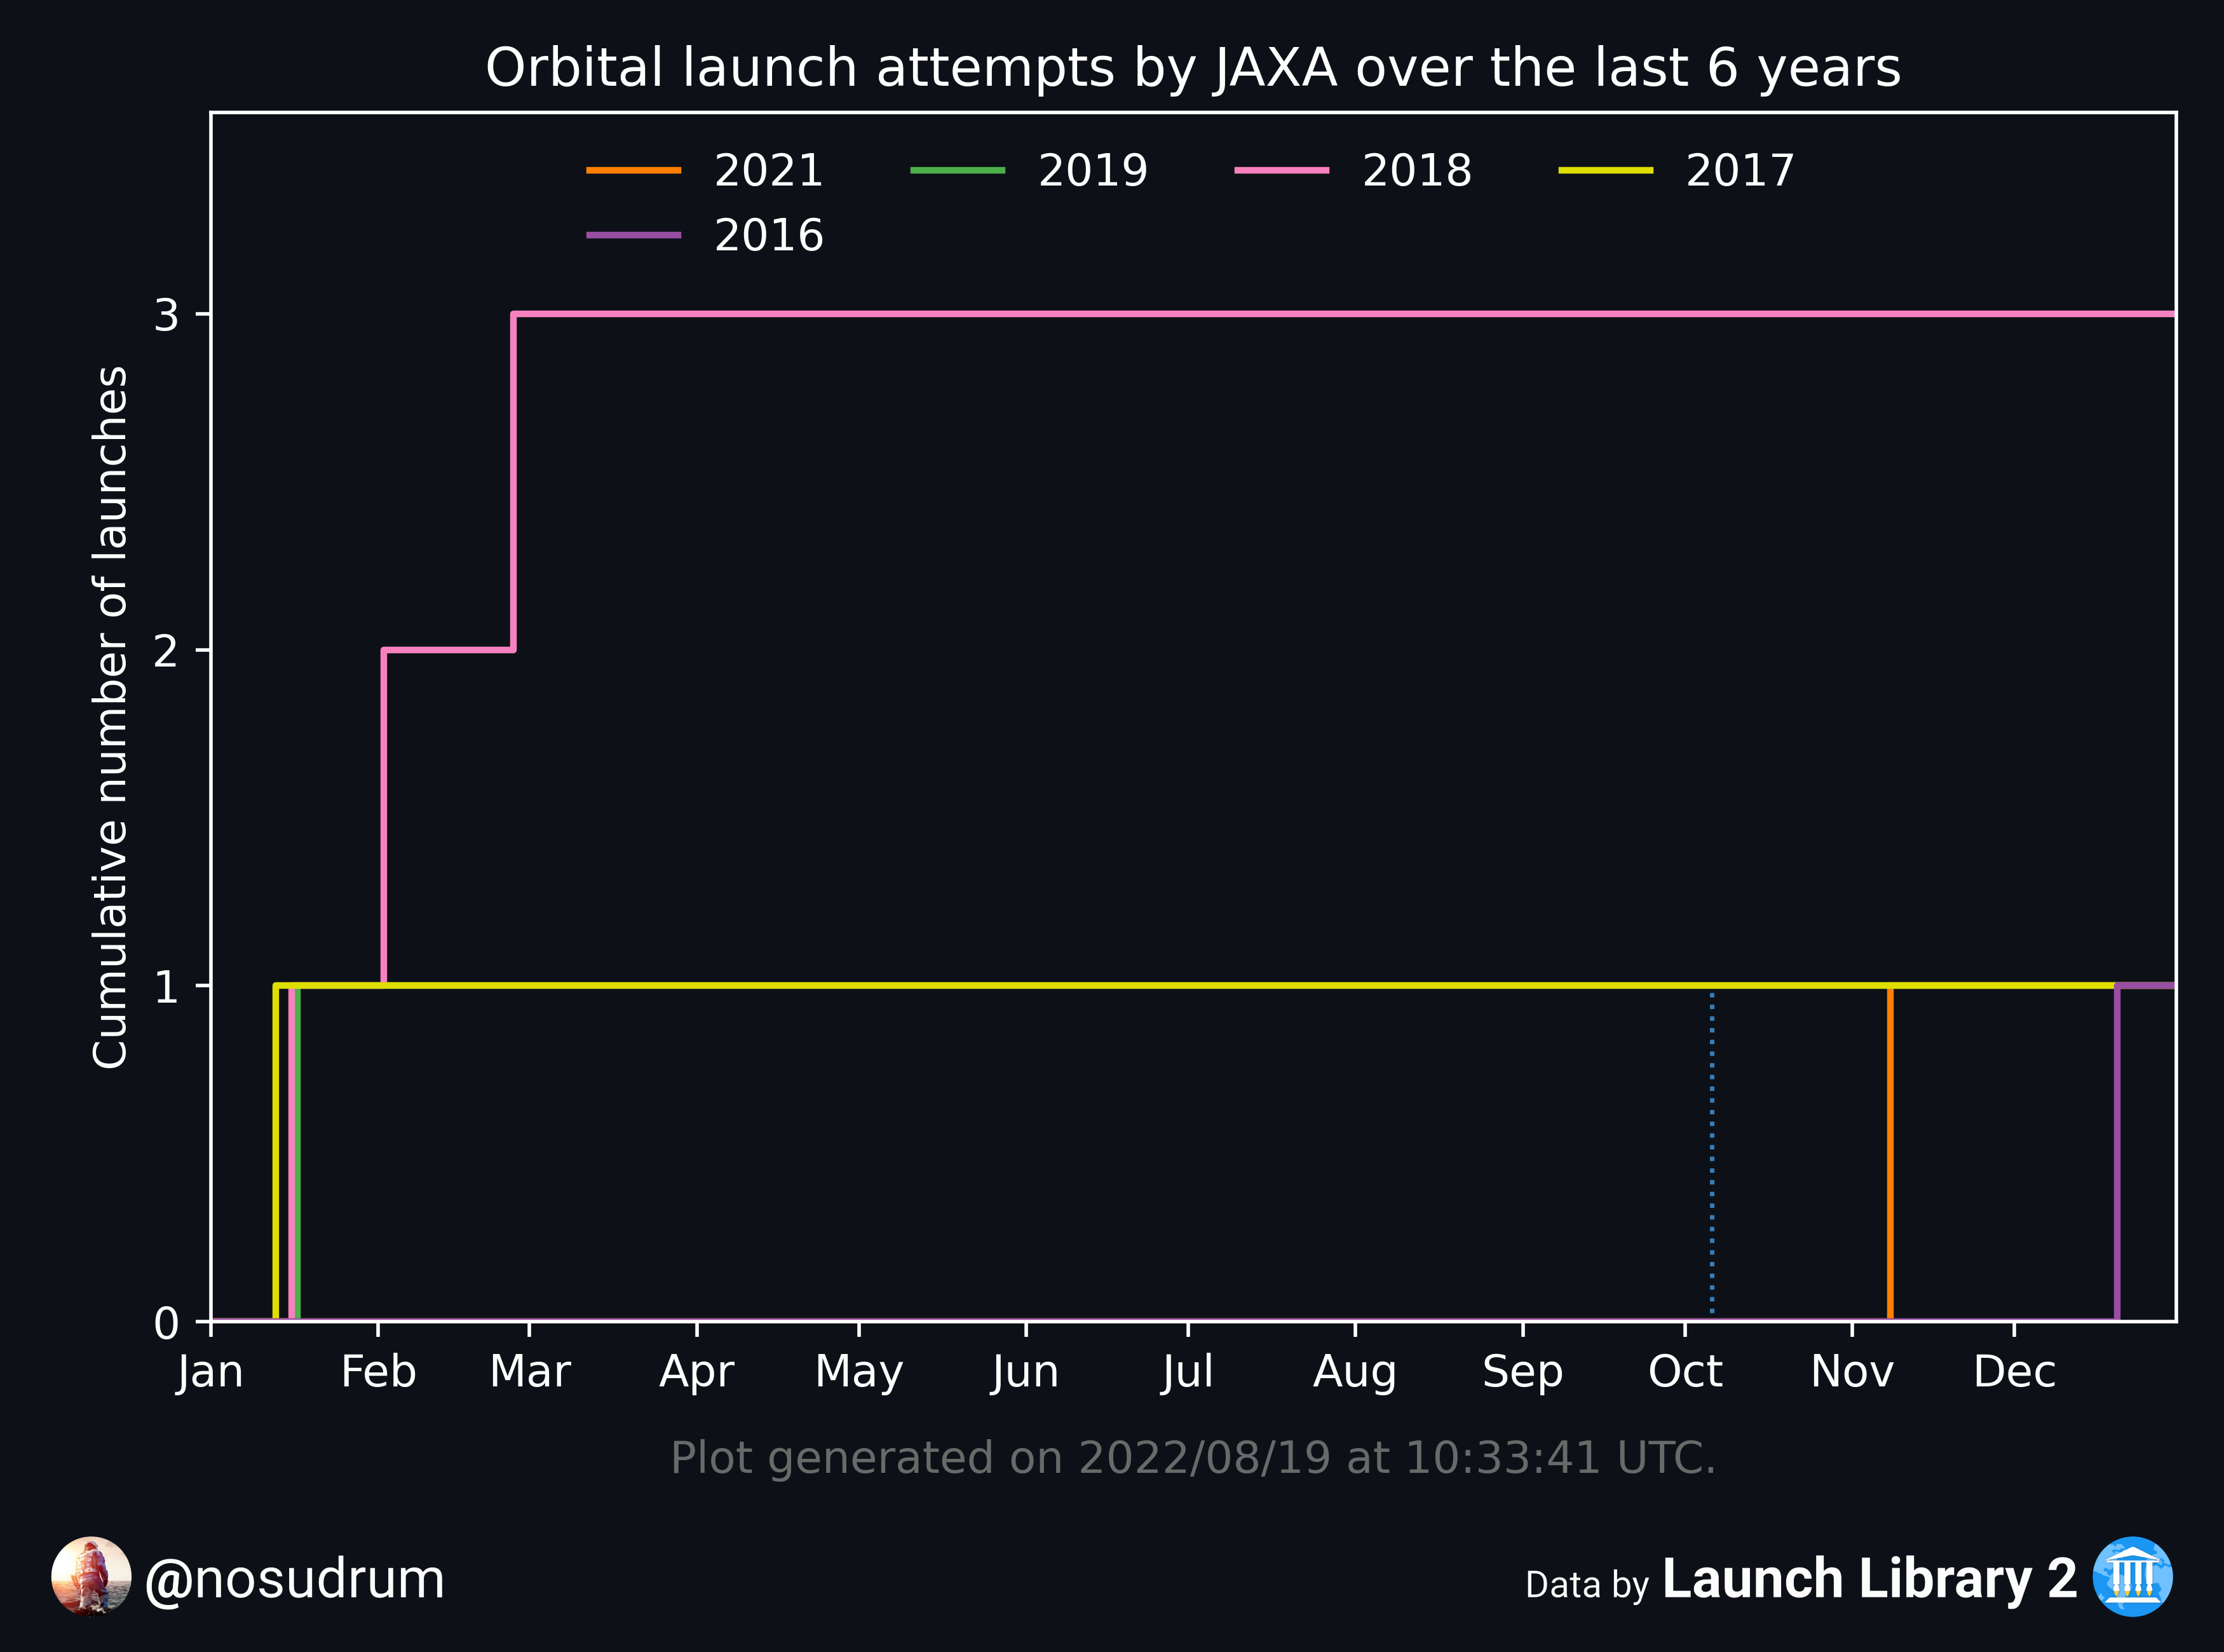 Orbital launch attempts by JAXA over the last 6 years
2021 2019 2018 2017
2016
Cumulative number of launches
3
2
1
0
Jan Feb Mar Apr May Jun Jul Aug Sep Oct Nov Dec
Plot generated on 2022/08/19 at 10:33:41 UTC.
@nosudrum
Data by Launch Library 2